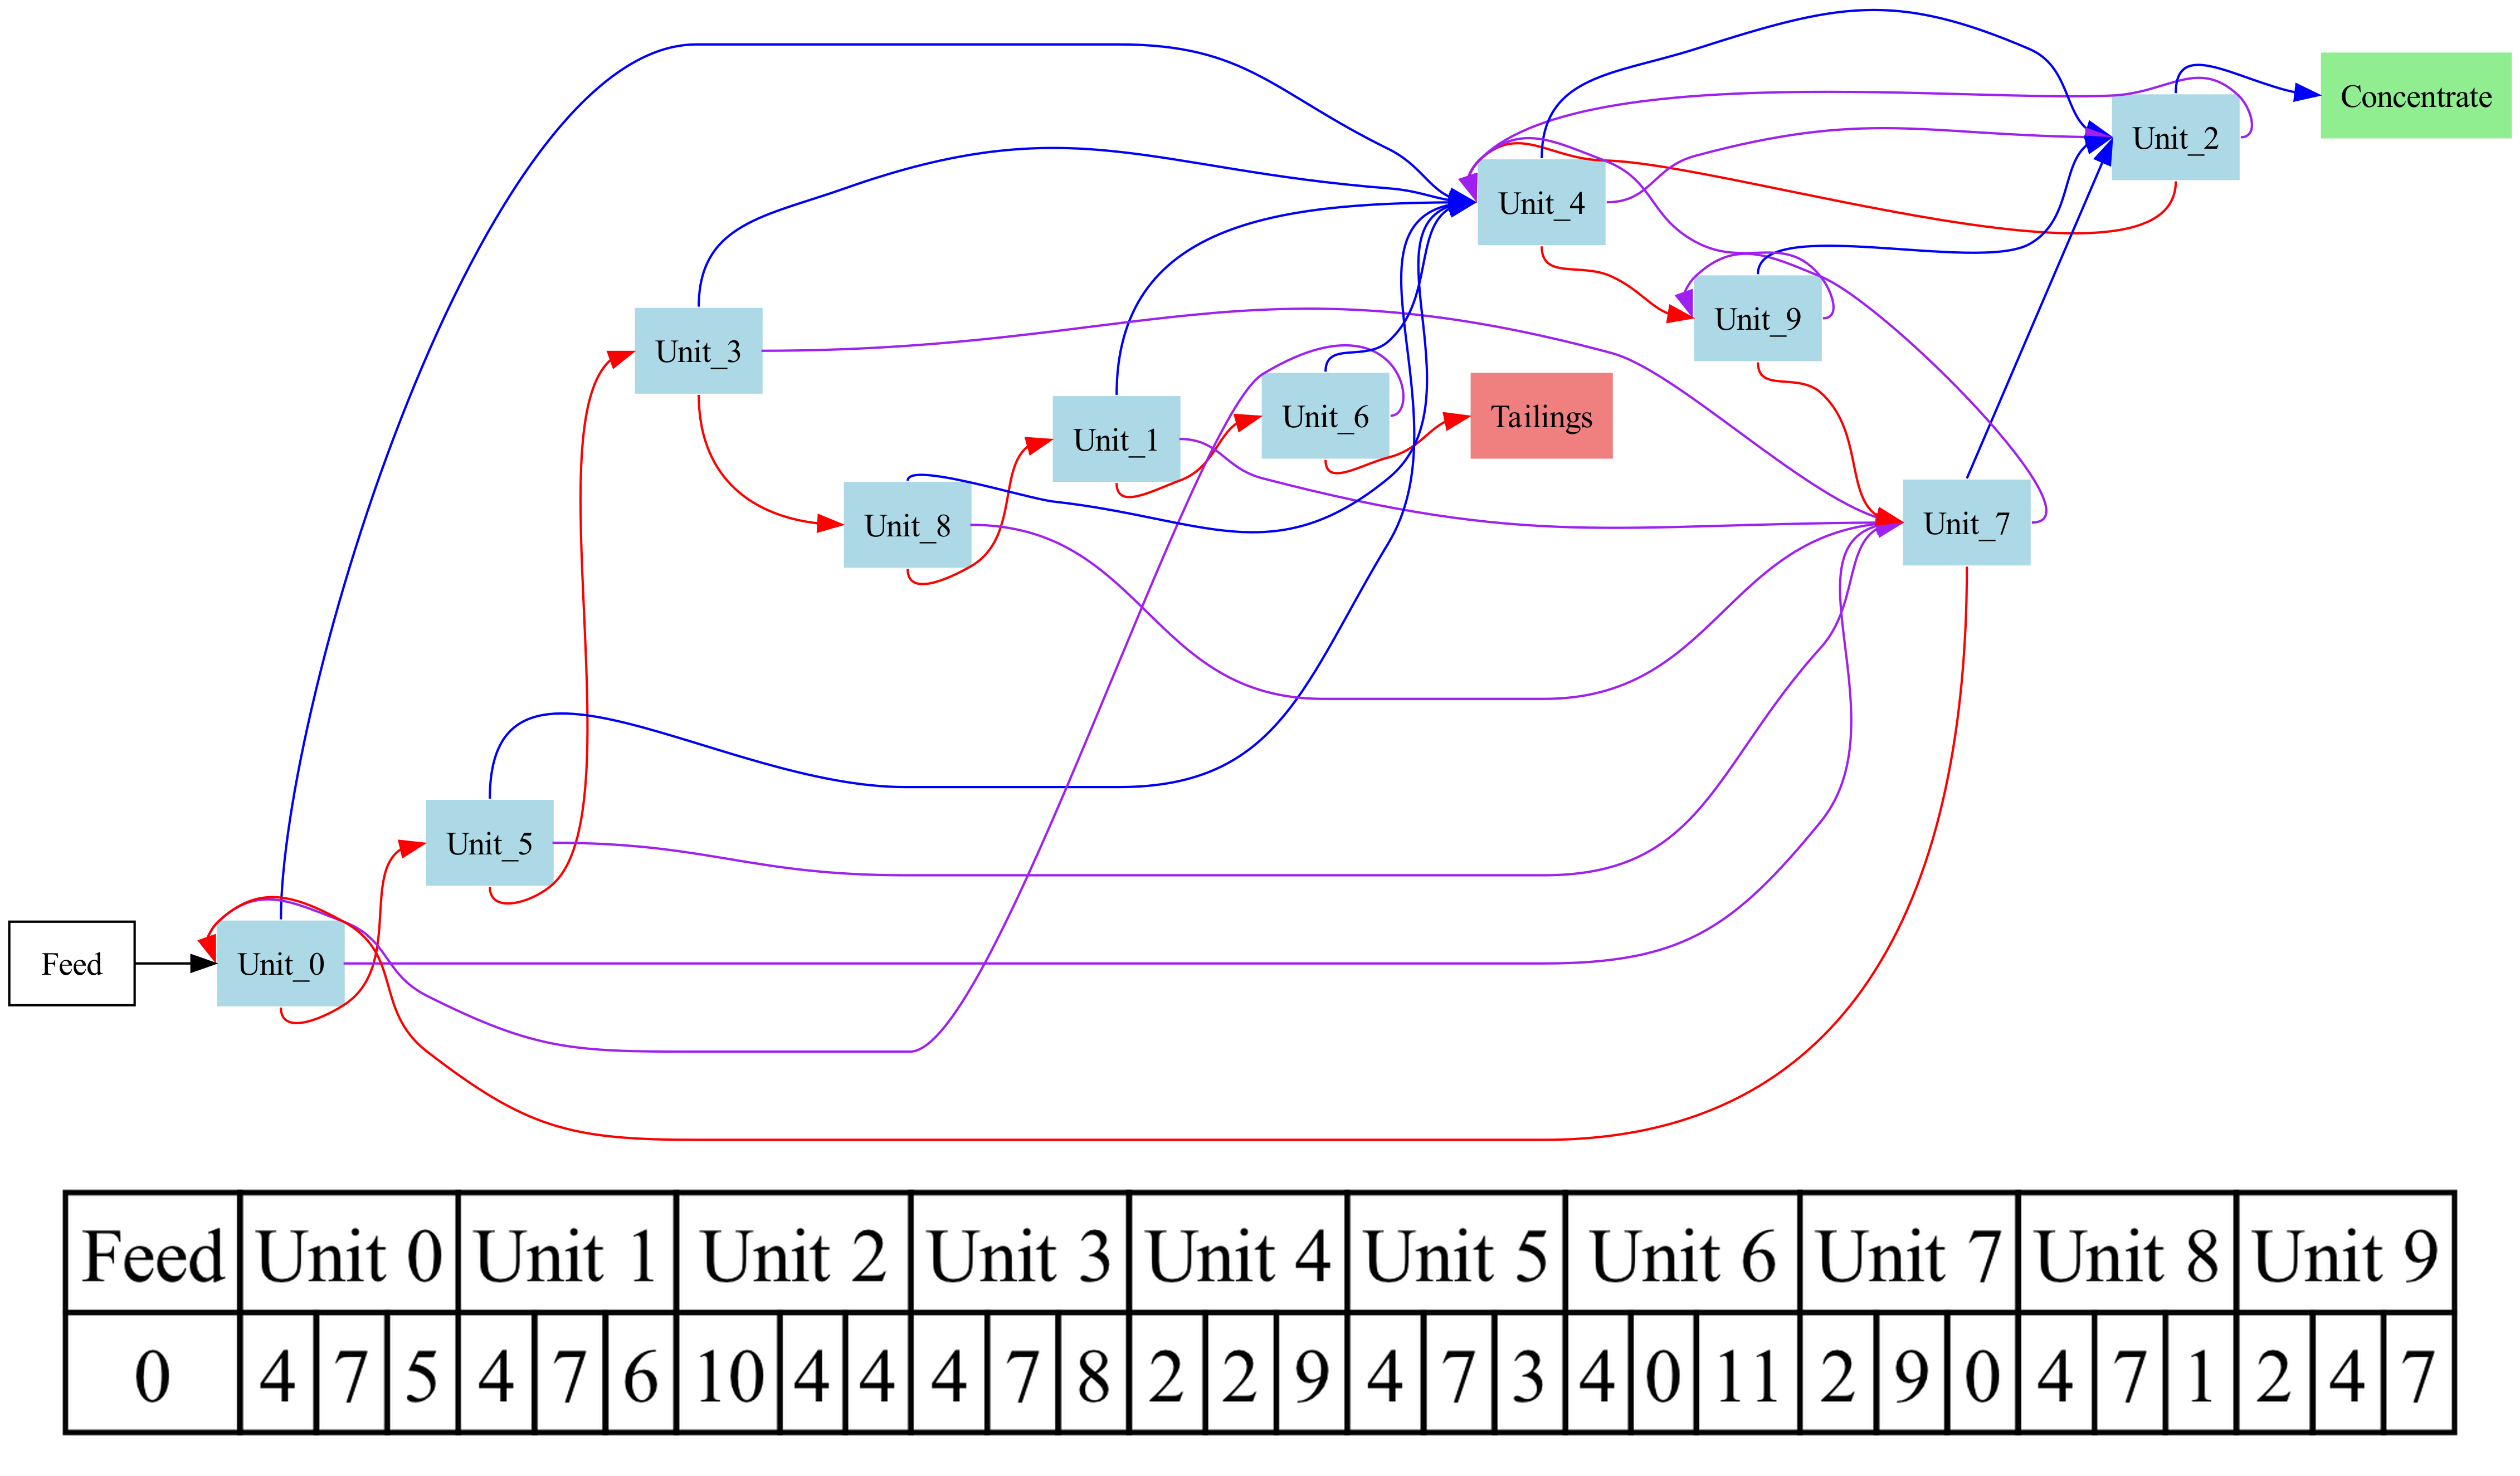 Concentrate
Unit_2
Unit_4
Unit_9
Unit_3
Unit_6
Tailings
Unit_1
Unit_8
Unit_7
Unit_5
Feed
Unit_0
Feed Unit 0 Unit 1 Unit 2 Unit 3 Unit 4 Unit 5 Unit 6 Unit 7 Unit 8 Unit 9
0 4 7 5 4 7 6 10 4 4 4 7 8 2 2 9 4 7 3 4 0 11 2 9 0 4 7 1 2 4 7